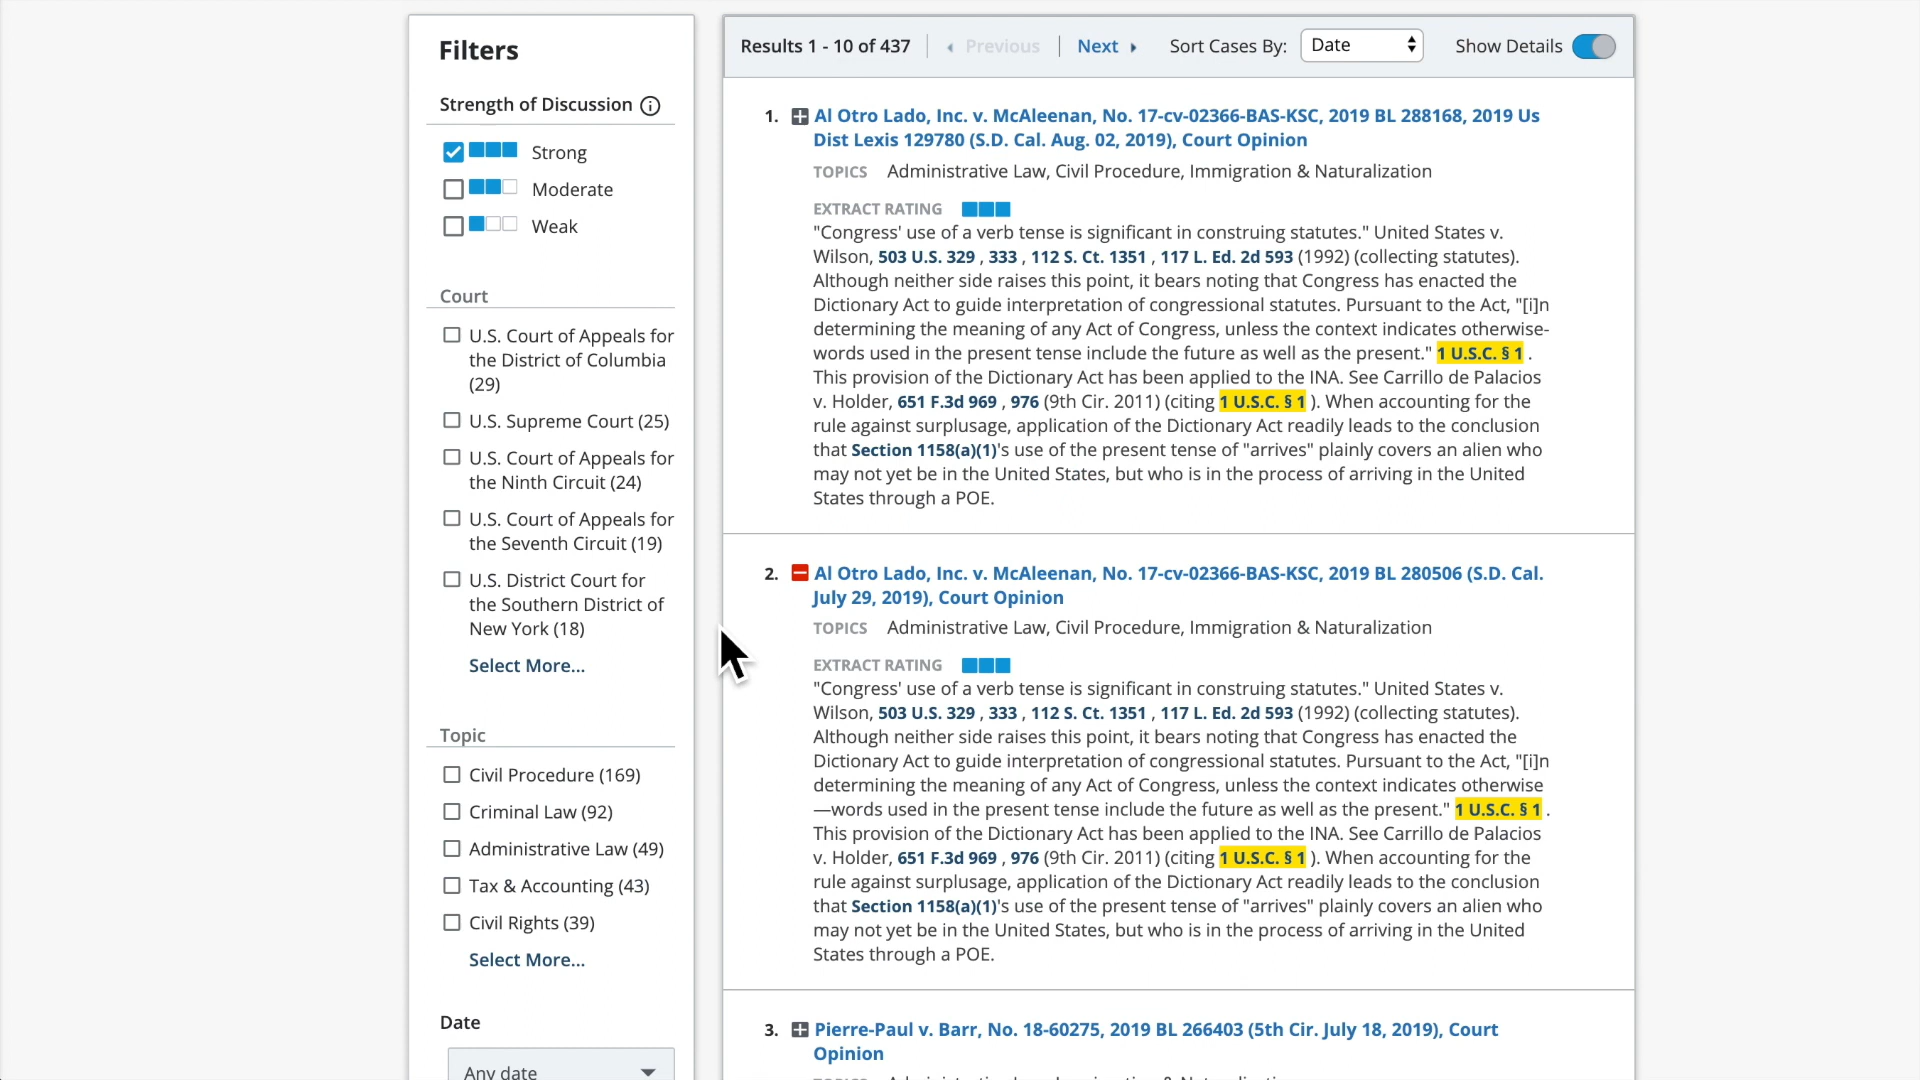 Filters
Strength of Discussion
Strong
Moderate
Weak
Court
U.S. Court of Appeals for
the District of Columbia
(29)
U.S. Supreme Court (25)
U.S. Court of Appeals for
the Ninth Circuit (24)
U.S. Court of Appeals for
the Seventh Circuit (19)
U.S. District Court for
the Southern District of
New York (18)
Select More...
Topic
Civil Procedure (169)
Criminal Law (92)
Administrative Law (49)
Tax & Accounting (43)
Civil Rights (39)
Select More...
Date
Any date
Results 1 - 10 of 437 Previous Next Sort Cases By: Date Show Details
1. Al Otro Lado, Inc. v. McAleenan, No. 17-cv-02366-BAS-KSC, 2019 BL 288168, 2019 Us
Dist Lexis 129780 (S.D. Cal. Aug. 02, 2019), Court Opinion
TOPICS Administrative Law, Civil Procedure, Immigration & Naturalization
EXTRACT RATING
"Congress' use of a verb tense is significant in construing statutes." United States v.
Wilson, 503 U.S. 329 , 333 , 112 S. Ct. 1351 , 117 L. Ed. 2d 593 (1992) (collecting statutes).
Although neither side raises this point, it bears noting that Congress has enacted the
Dictionary Act to guide interpretation of congressional statutes. Pursuant to the Act, "[i]n
determining the meaning of any Act of Congress, unless the context indicates otherwise-
words used in the present tense include the future as well as the present." 1 U.S.C. § 1 .
This provision of the Dictionary Act has been applied to the INA. See Carrillo de Palacios
v. Holder, 651 F.3d 969 , 976 (9th Cir. 2011) (citing 1 U.S.C. § 1 ). When accounting for the
rule against surplusage, application of the Dictionary Act readily leads to the conclusion
that Section 1158(a)(1)'s use of the present tense of "arrives" plainly covers an alien who
may not yet be in the United States, but who is in the process of arriving in the United
States through a POE.
2. Al Otro Lado, Inc. v. McAleenan, No. 17-cv-02366-BAS-KSC, 2019 BL 280506 (S.D. Cal.
July 29, 2019), Court Opinion
TOPICS Administrative Law, Civil Procedure, Immigration & Naturalization
EXTRACT RATING
"Congress' use of a verb tense is significant in construing statutes." United States v.
Wilson, 503 U.S. 329 , 333 , 112 S. Ct. 1351 , 117 L. Ed. 2d 593 (1992) (collecting statutes).
Although neither side raises this point, it bears noting that Congress has enacted the
Dictionary Act to guide interpretation of congressional statutes. Pursuant to the Act, "[i]n
determining the meaning of any Act of Congress, unless the context indicates otherwise
—words used in the present tense include the future as well as the present." 1 U.S.C. § 1 .
This provision of the Dictionary Act has been applied to the INA. See Carrillo de Palacios
v. Holder, 651 F.3d 969 , 976 (9th Cir. 2011) (citing 1 U.S.C. § 1 ). When accounting for the
rule against surplusage, application of the Dictionary Act readily leads to the conclusion
that Section 1158(a)(1)'s use of the present tense of "arrives" plainly covers an alien who
may not yet be in the United States, but who is in the process of arriving in the United
States through a POE.
3. Pierre-Paul v. Barr, No. 18-60275, 2019 BL 266403 (5th Cir. July 18, 2019), Court
Opinion